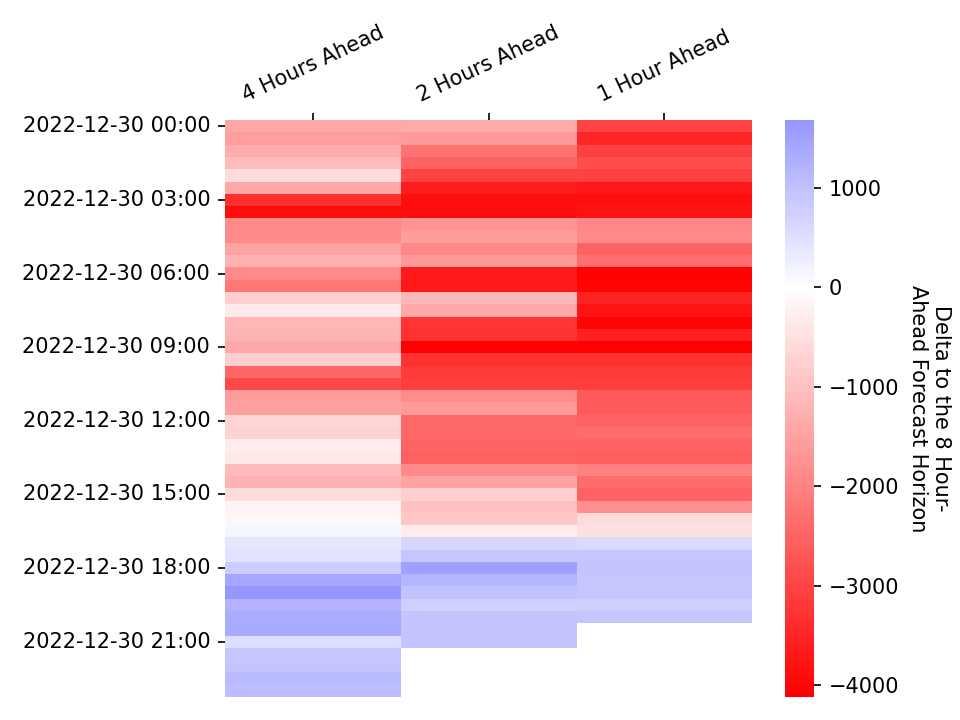 4 Hours Ahead
2 Hours Ahead
1 Hour Ahead
2022-12-30 00:00
2022-12-30 03:00
2022-12-30 06:00
2022-12-30 09:00
2022-12-30 12:00
2022-12-30 15:00
2022-12-30 18:00
2022-12-30 21:00
1000
0
−1000
−2000
−3000
−4000
Delta to the 8 Hour-
Ahead Forecast Horizon